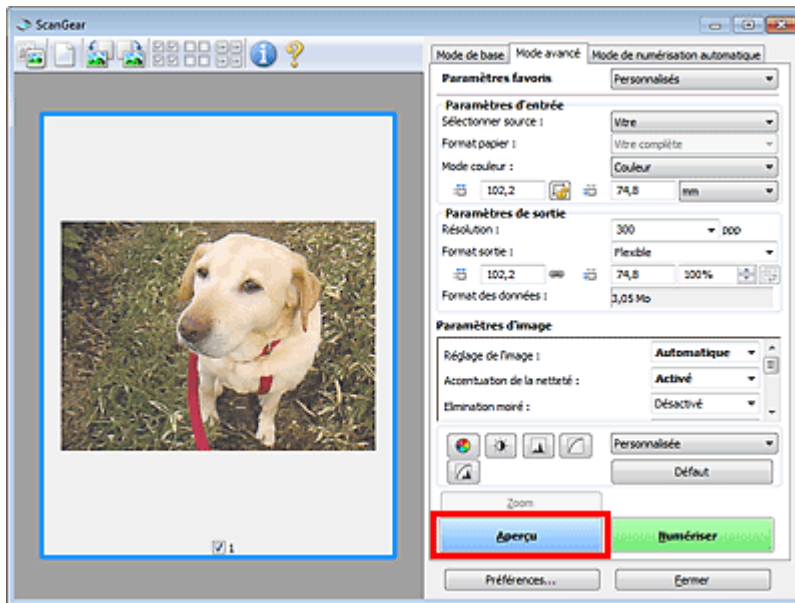 ScanGear
Mode de base Mode avancé Mode de numérisation automatique
Paramètres favoris Personnalisés
Paramètres d'entrée
Sélectionner source : Vitre
Format papier : Vitre complète
Mode couleur : Couleur
102,2 74,8 mm
Paramètres de sortie
Résolution : 300 ppp
Format sortie : Flexible
102,2 74,8 100%
Format des données : 3,05 Mo
Paramètres d'image
Réglage de l'image : Automatique
Accentuation de la netteté : Activé
Elimination moiré : Désactivé
Personnalisée
Défaut
Zoom
Aperçu Numériser
1
Préférences... Fermer